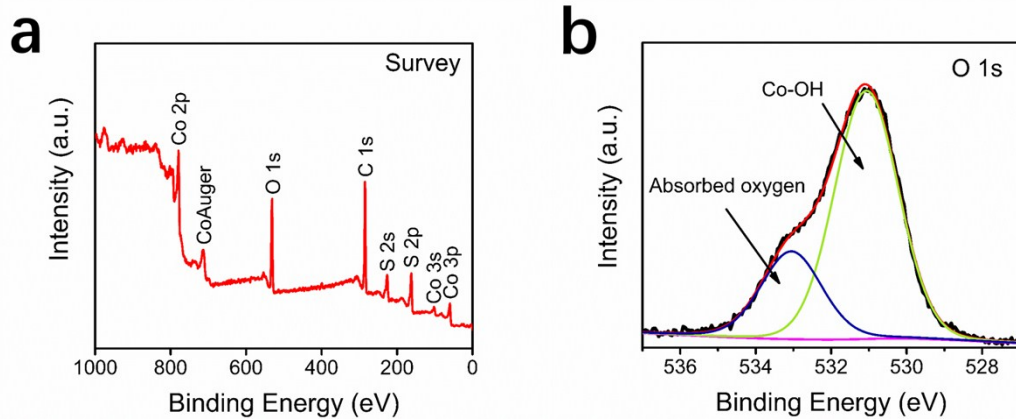 a
Survey
Intensity (a.u.)
Co 2p
CoAuger
O 1s
C 1s
S 2s
S 2p
Co 3s
Co 3p
1000 800 600 400 200 0
Binding Energy (eV)
b
O 1s
Intensity (a.u.)
Co-OH
Absorbed oxygen
536 534 532 530 528
Binding Energy (eV)